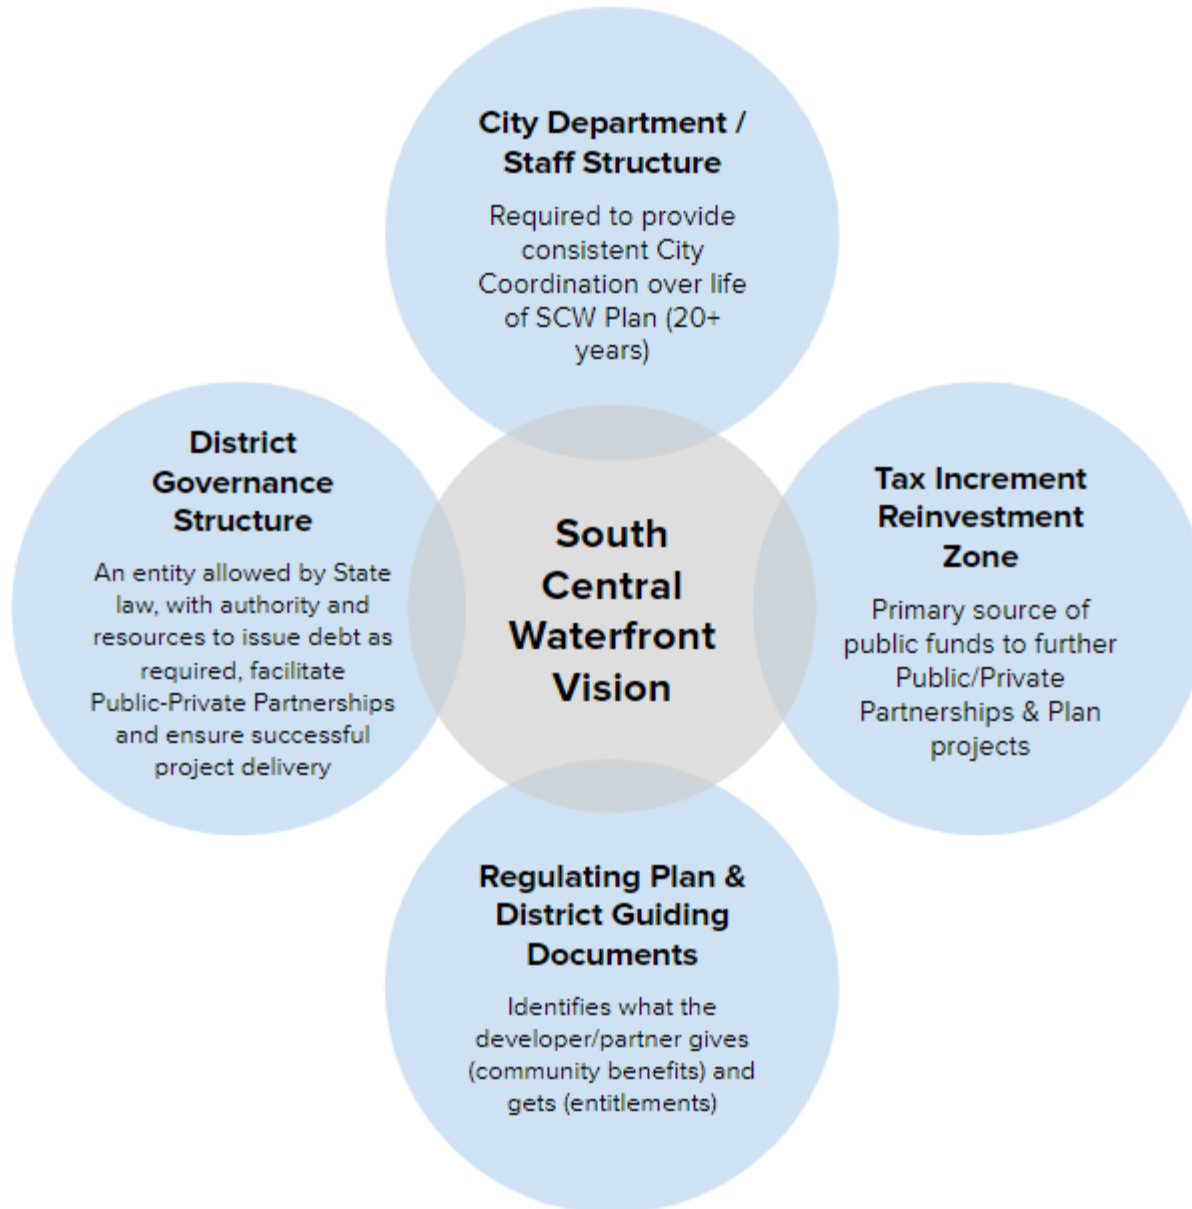 City Department /
Staff Structure
Required to provide
consistent City
Coordination over life
of SCW Plan (20+
years)
District
Governance
Structure
An entity allowed by State
law, with authority and
resources to issue debt as
required, facilitate
Public-Private Partnerships
and ensure successful
project delivery
South
Central
Waterfront
Vision
Tax Increment
Reinvestment
Zone
Primary source of
public funds to further
Public/Private
Partnerships & Plan
projects
Regulating Plan &
District Guiding
Documents
Identifies what the
developer/partner gives
(community benefits) and
gets (entitlements)